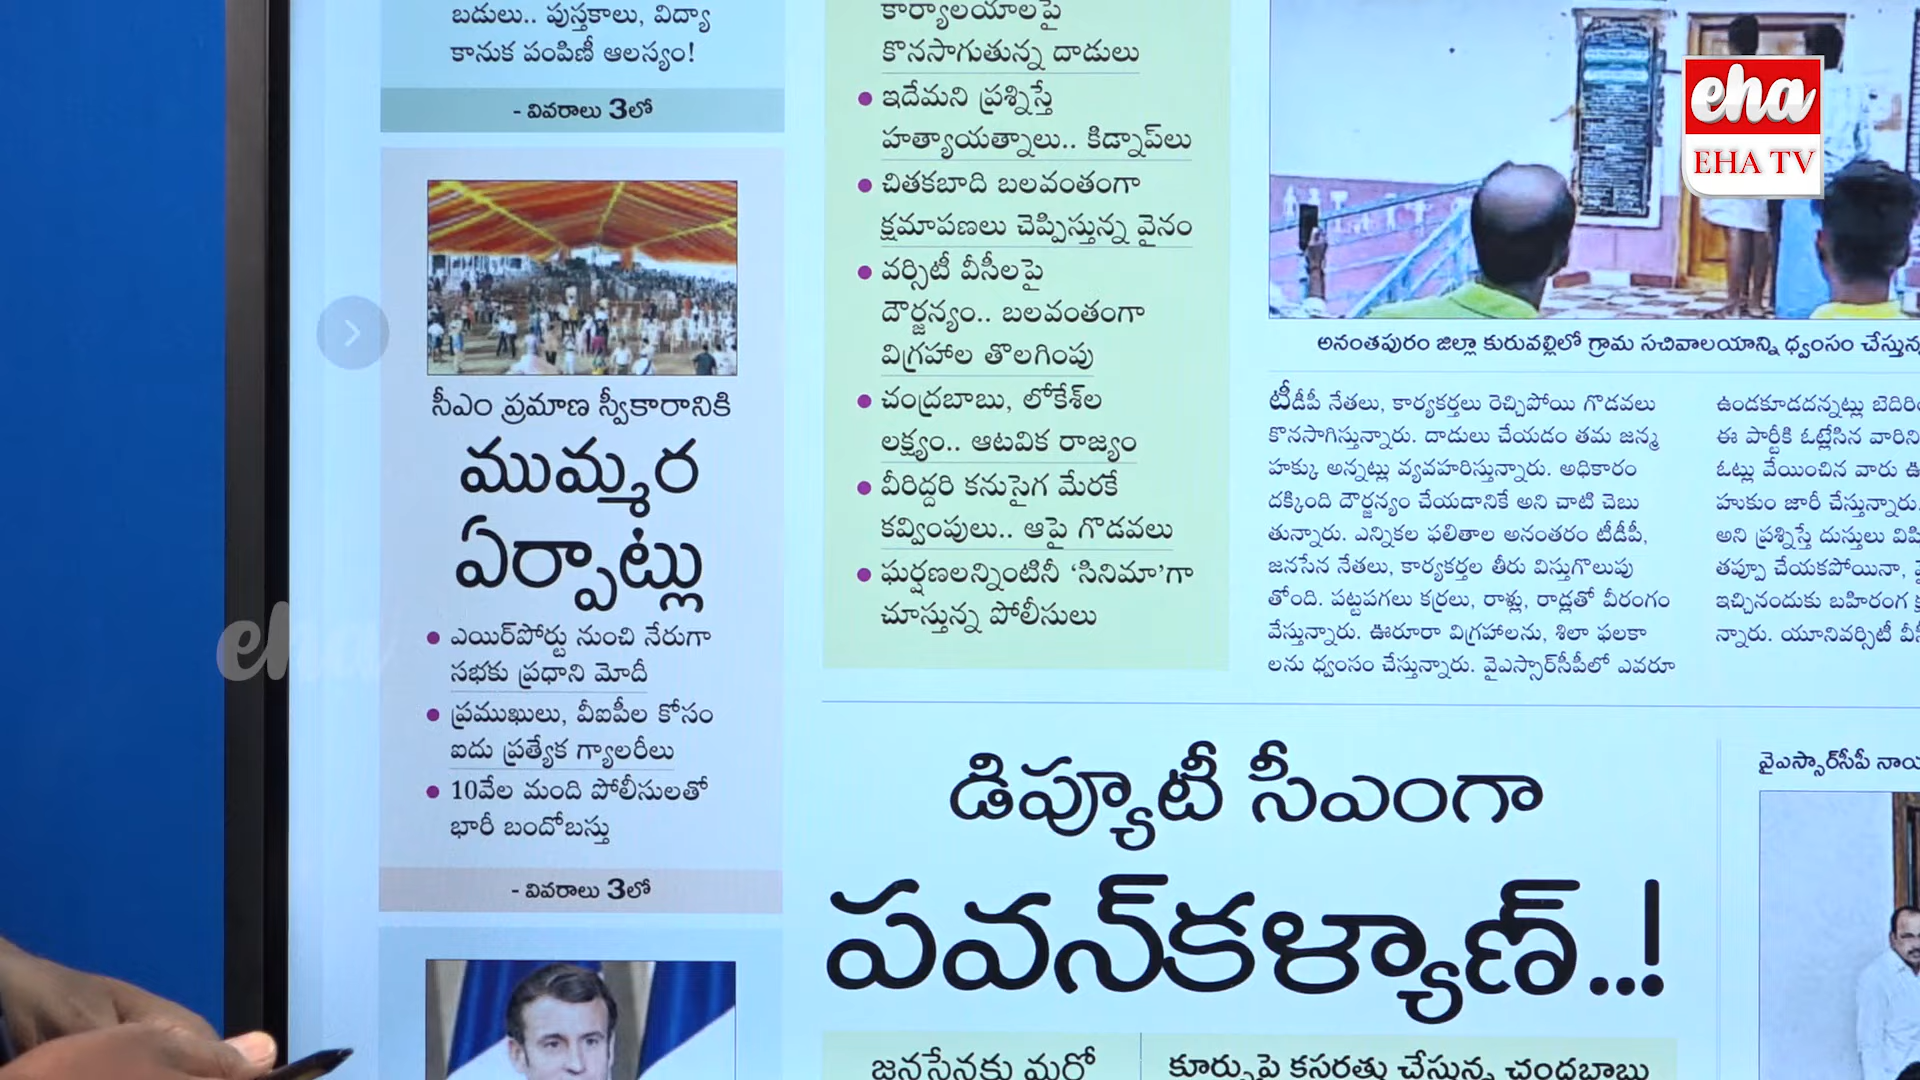 బడులు.. పుస్తకాలు, విద్యా
కానుక పంపిణీ ఆలస్యం!
- వివరాలు 3లో
సీఎం ప్రమాణ స్వీకారానికి
ముమ్మర
ఏర్పాట్లు
ఎయిర్‌పోర్టు నుంచి నేరుగా
సభకు ప్రధాని మోదీ
ప్రముఖులు, వీఐపీల కోసం
ఐదు ప్రత్యేక గ్యాలరీలు
10వేల మంది పోలీసులతో
భారీ బందోబస్తు
- వివరాలు 3లో
కార్యాలయాలపై
కొనసాగుతున్న దాడులు
ఇదేమని ప్రశ్నిస్తే
హత్యాయత్నాలు.. కిడ్నాప్‌లు
చితకబాది బలవంతంగా
క్షమాపణలు చెప్పిస్తున్న వైనం
వర్సిటీ వీసీలపై
దౌర్జన్యం.. బలవంతంగా
విగ్రహాల తొలగింపు
చంద్రబాబు, లోకేశ్‌ల
లక్ష్యం.. ఆటవిక రాజ్యం
వీరిద్దరి కనుసైగ మేరకే
కవ్వింపులు.. ఆపై గొడవలు
ఘర్షణలన్నింటినీ ‘సినిమా’గా
చూస్తున్న పోలీసులు
eha
EHA TV
అనంతపురం జిల్లా కురువల్లిలో గ్రామ సచివాలయాన్ని ధ్వంసం చేస్తున్న
టీడీపీ నేతలు, కార్యకర్తలు రెచ్చిపోయి గొడవలు
కొనసాగిస్తున్నారు. దాడులు చేయడం తమ జన్మ
హక్కు అన్నట్లు వ్యవహరిస్తున్నారు. అధికారం
దక్కింది దౌర్జన్యం చేయడానికే అని చాటి చెబు
తున్నారు. ఎన్నికల ఫలితాల అనంతరం టీడీపీ,
జనసేన నేతలు, కార్యకర్తల తీరు విస్తుగొలుపు
తోంది. పట్టపగలు కర్రలు, రాళ్లు, రాడ్లతో వీరంగం
వేస్తున్నారు. ఊరూరా విగ్రహాలను, శిలా ఫలకా
లను ధ్వంసం చేస్తున్నారు. వైఎస్సార్‌సీపీలో ఎవరూ
ఉండకూడదన్నట్లు
ఈ పార్టీకి ఓట్లేసిన వారిని
ఓట్లు వేయించిన వారు
హుకుం జారీ చేస్తున్నారు.
అని ప్రశ్నిస్తే దుస్తులు
తప్పూ చేయకపోయినా,
ఇచ్చినందుకు బహిరంగ
న్నారు. యూనివర్సిటీ
డిప్యూటీ సీఎంగా
పవన్‌కళ్యాణ్..!
జనసేనకు మరో
కూర్పుపై కసరత్తు చేస్తున్న చంద్రబాబు
వైఎస్సార్‌సీపీ
eha